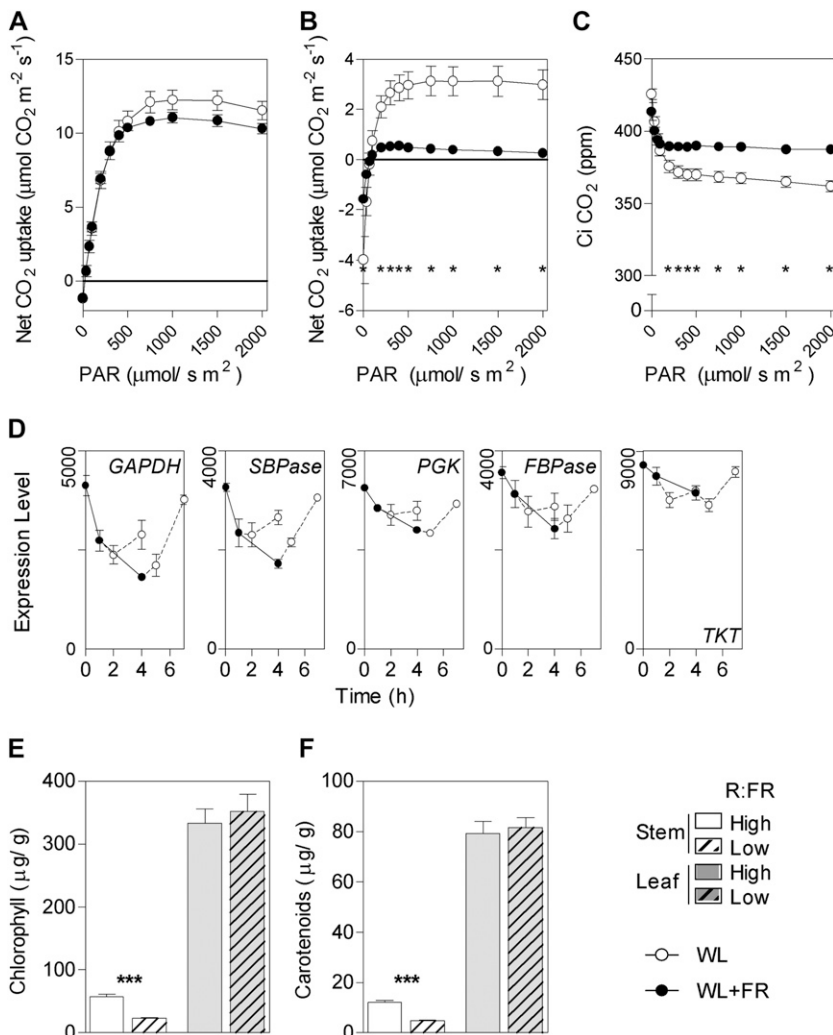 A
Net CO2 uptake (μmol CO2 m-2 s-1)
15
10
5
0
0
500
1000
1500
2000
PAR (μmol/ s m2 )
B
Net CO2 uptake (μmol CO2 m-2 s-1)
4
2
0
-2
-4
-6
* * * * * * * * * *
0
500
1000
1500
2000
PAR (μmol/ s m2 )
C
Ci CO2 (ppm)
450
400
350
300
0
* * * * * * * *
0
500
1000
1500
2000
PAR (μmol/ s m2 )
D
Expression Level
5000
0
GAPDH
0 2 4 6
4000
0
SBPase
0 2 4 6
7000
0
PGK
0 2 4 6
4000
0
FBPase
0 2 4 6
9000
0
TKT
0 2 4 6
Time (h)
E
Chlorophyll (μg/ g)
400
300
200
100
0
***
F
Carotenoids (μg/ g)
100
80
60
40
20
0
***
R:FR
Stem
High
Low
Leaf
High
Low
WL
WL+FR